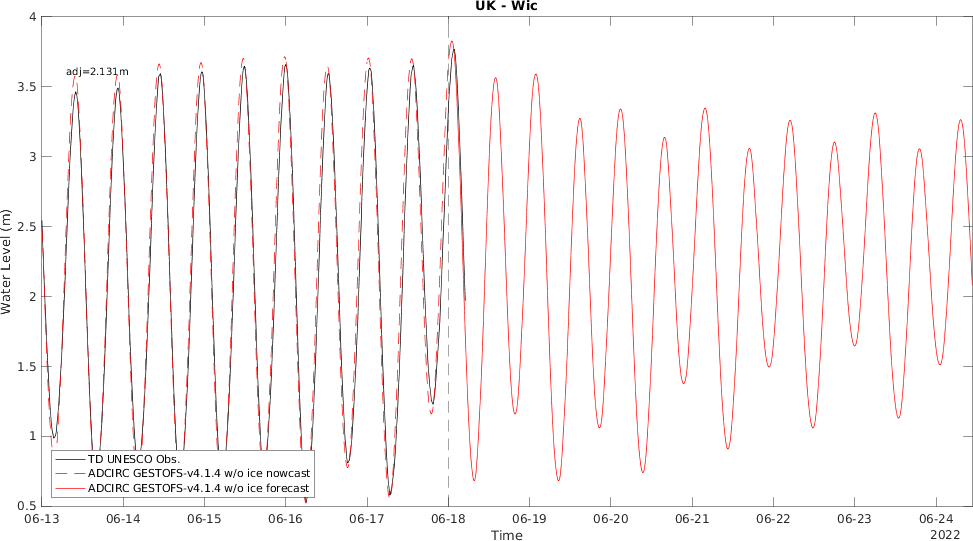 UK - Wic
4
adj=2.131m
3.5
3
2.5
2
1.5
1
0.5
Water Level (m)
TD UNESCO Obs.
ADCIRC GESTOFS-v4.1.4 w/o ice nowcast
ADCIRC GESTOFS-v4.1.4 w/o ice forecast
06-13 06-14 06-15 06-16 06-17 06-18 06-19 06-20 06-21 06-22 06-23 06-24
Time
2022